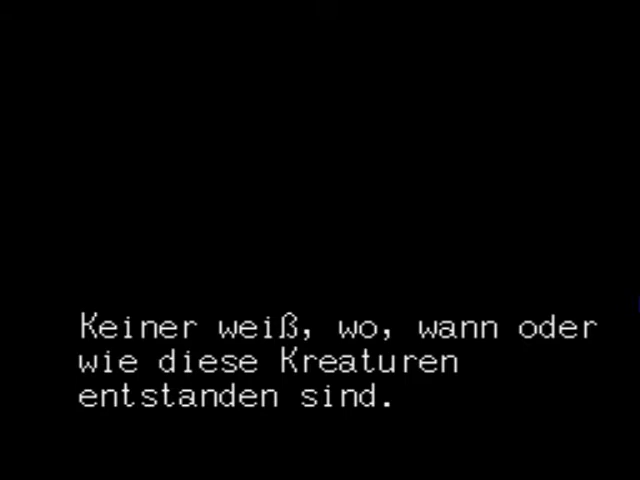 Keiner weiß, wo, wann oder
wie diese Kreaturen
entstanden sind.